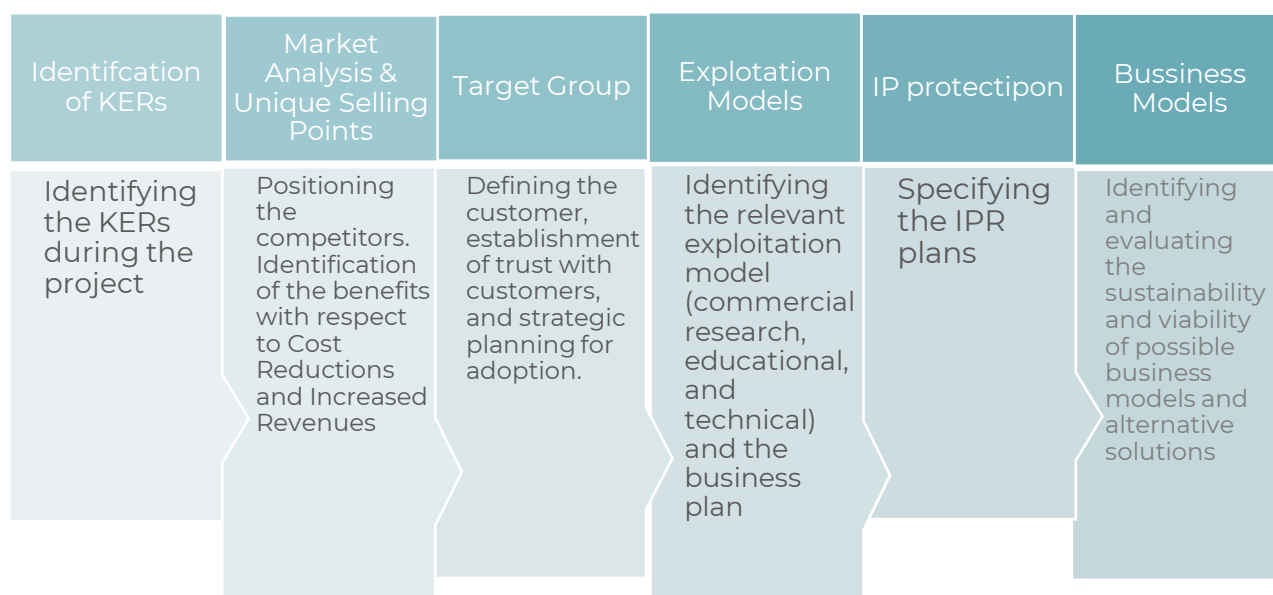 Identifcation
of KERs
Market
Analysis &
Unique Selling
Points
Target Group
Explotation
Models
IP protectipon
Bussiness
Models
Identifying
the KERs
during the
project
Positioning
the
competitors.
Identification
of the benefits
with respect
to Cost
Reductions
and Increased
Revenues
Defining the
customer,
establishment
of trust with
customers,
and strategic
planning for
adoption.
Identifying
the relevant
exploitation
model
(commercial
research,
educational,
and
technical)
and the
business
plan
Specifying
the IPR
plans
Identifying
and
evaluating
the
sustainability
and viability
of possible
business
models and
alternative
solutions